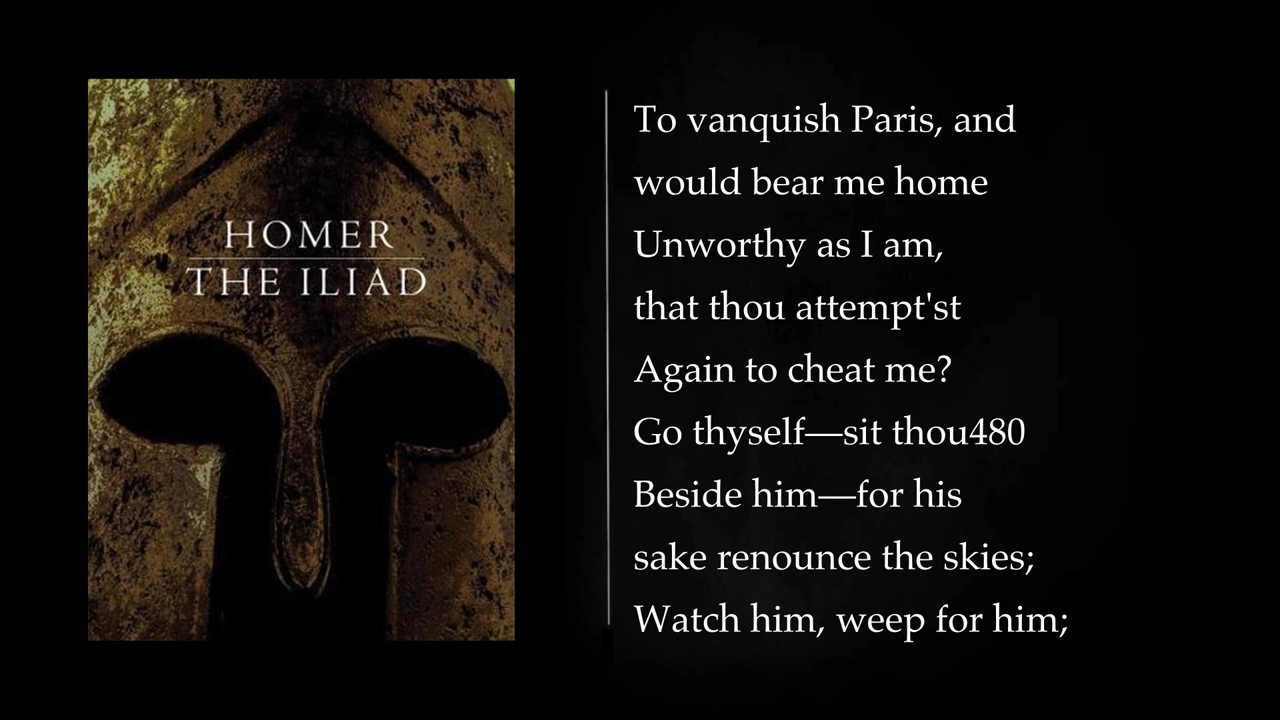 HOMER
THE ILIAD
To vanquish Paris, and
would bear me home
Unworthy as I am,
that thou attempt'st
Again to cheat me?
Go thyself—sit thou480
Beside him—for his
sake renounce the skies;
Watch him, weep for him;